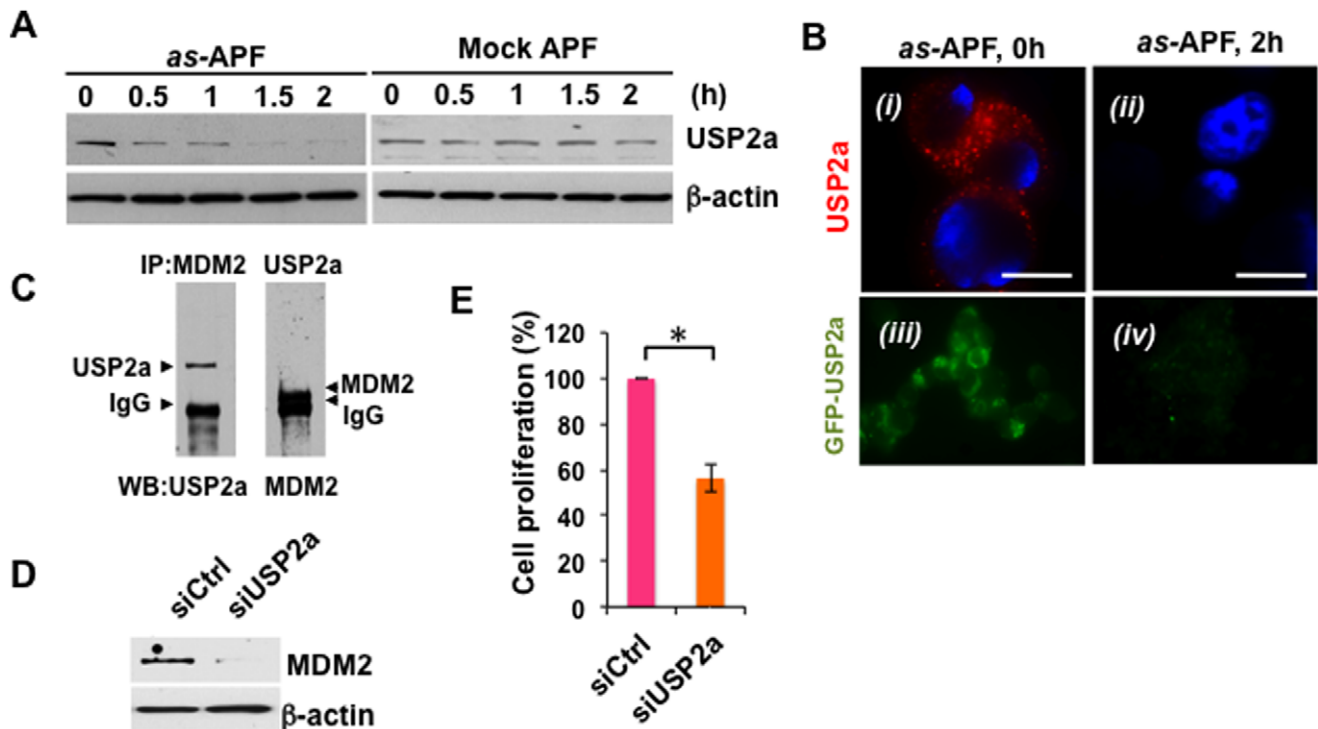 A
as-APF
Mock APF
0 0.5 1 1.5 2
0 0.5 1 1.5 2 (h)
USP2a
β-actin
B
as-APF, 0h
as-APF, 2h
USP2a
(i)
(ii)
GFP-USP2a
(iii)
(iv)
C
IP:MDM2 USP2a
USP2a
IgG
MDM2
IgG
WB:USP2a MDM2
D
siCtrl
siUSP2a
MDM2
β-actin
E
Cell proliferation (%)
120
100
80
60
40
20
0
*
siCtrl
siUSP2a